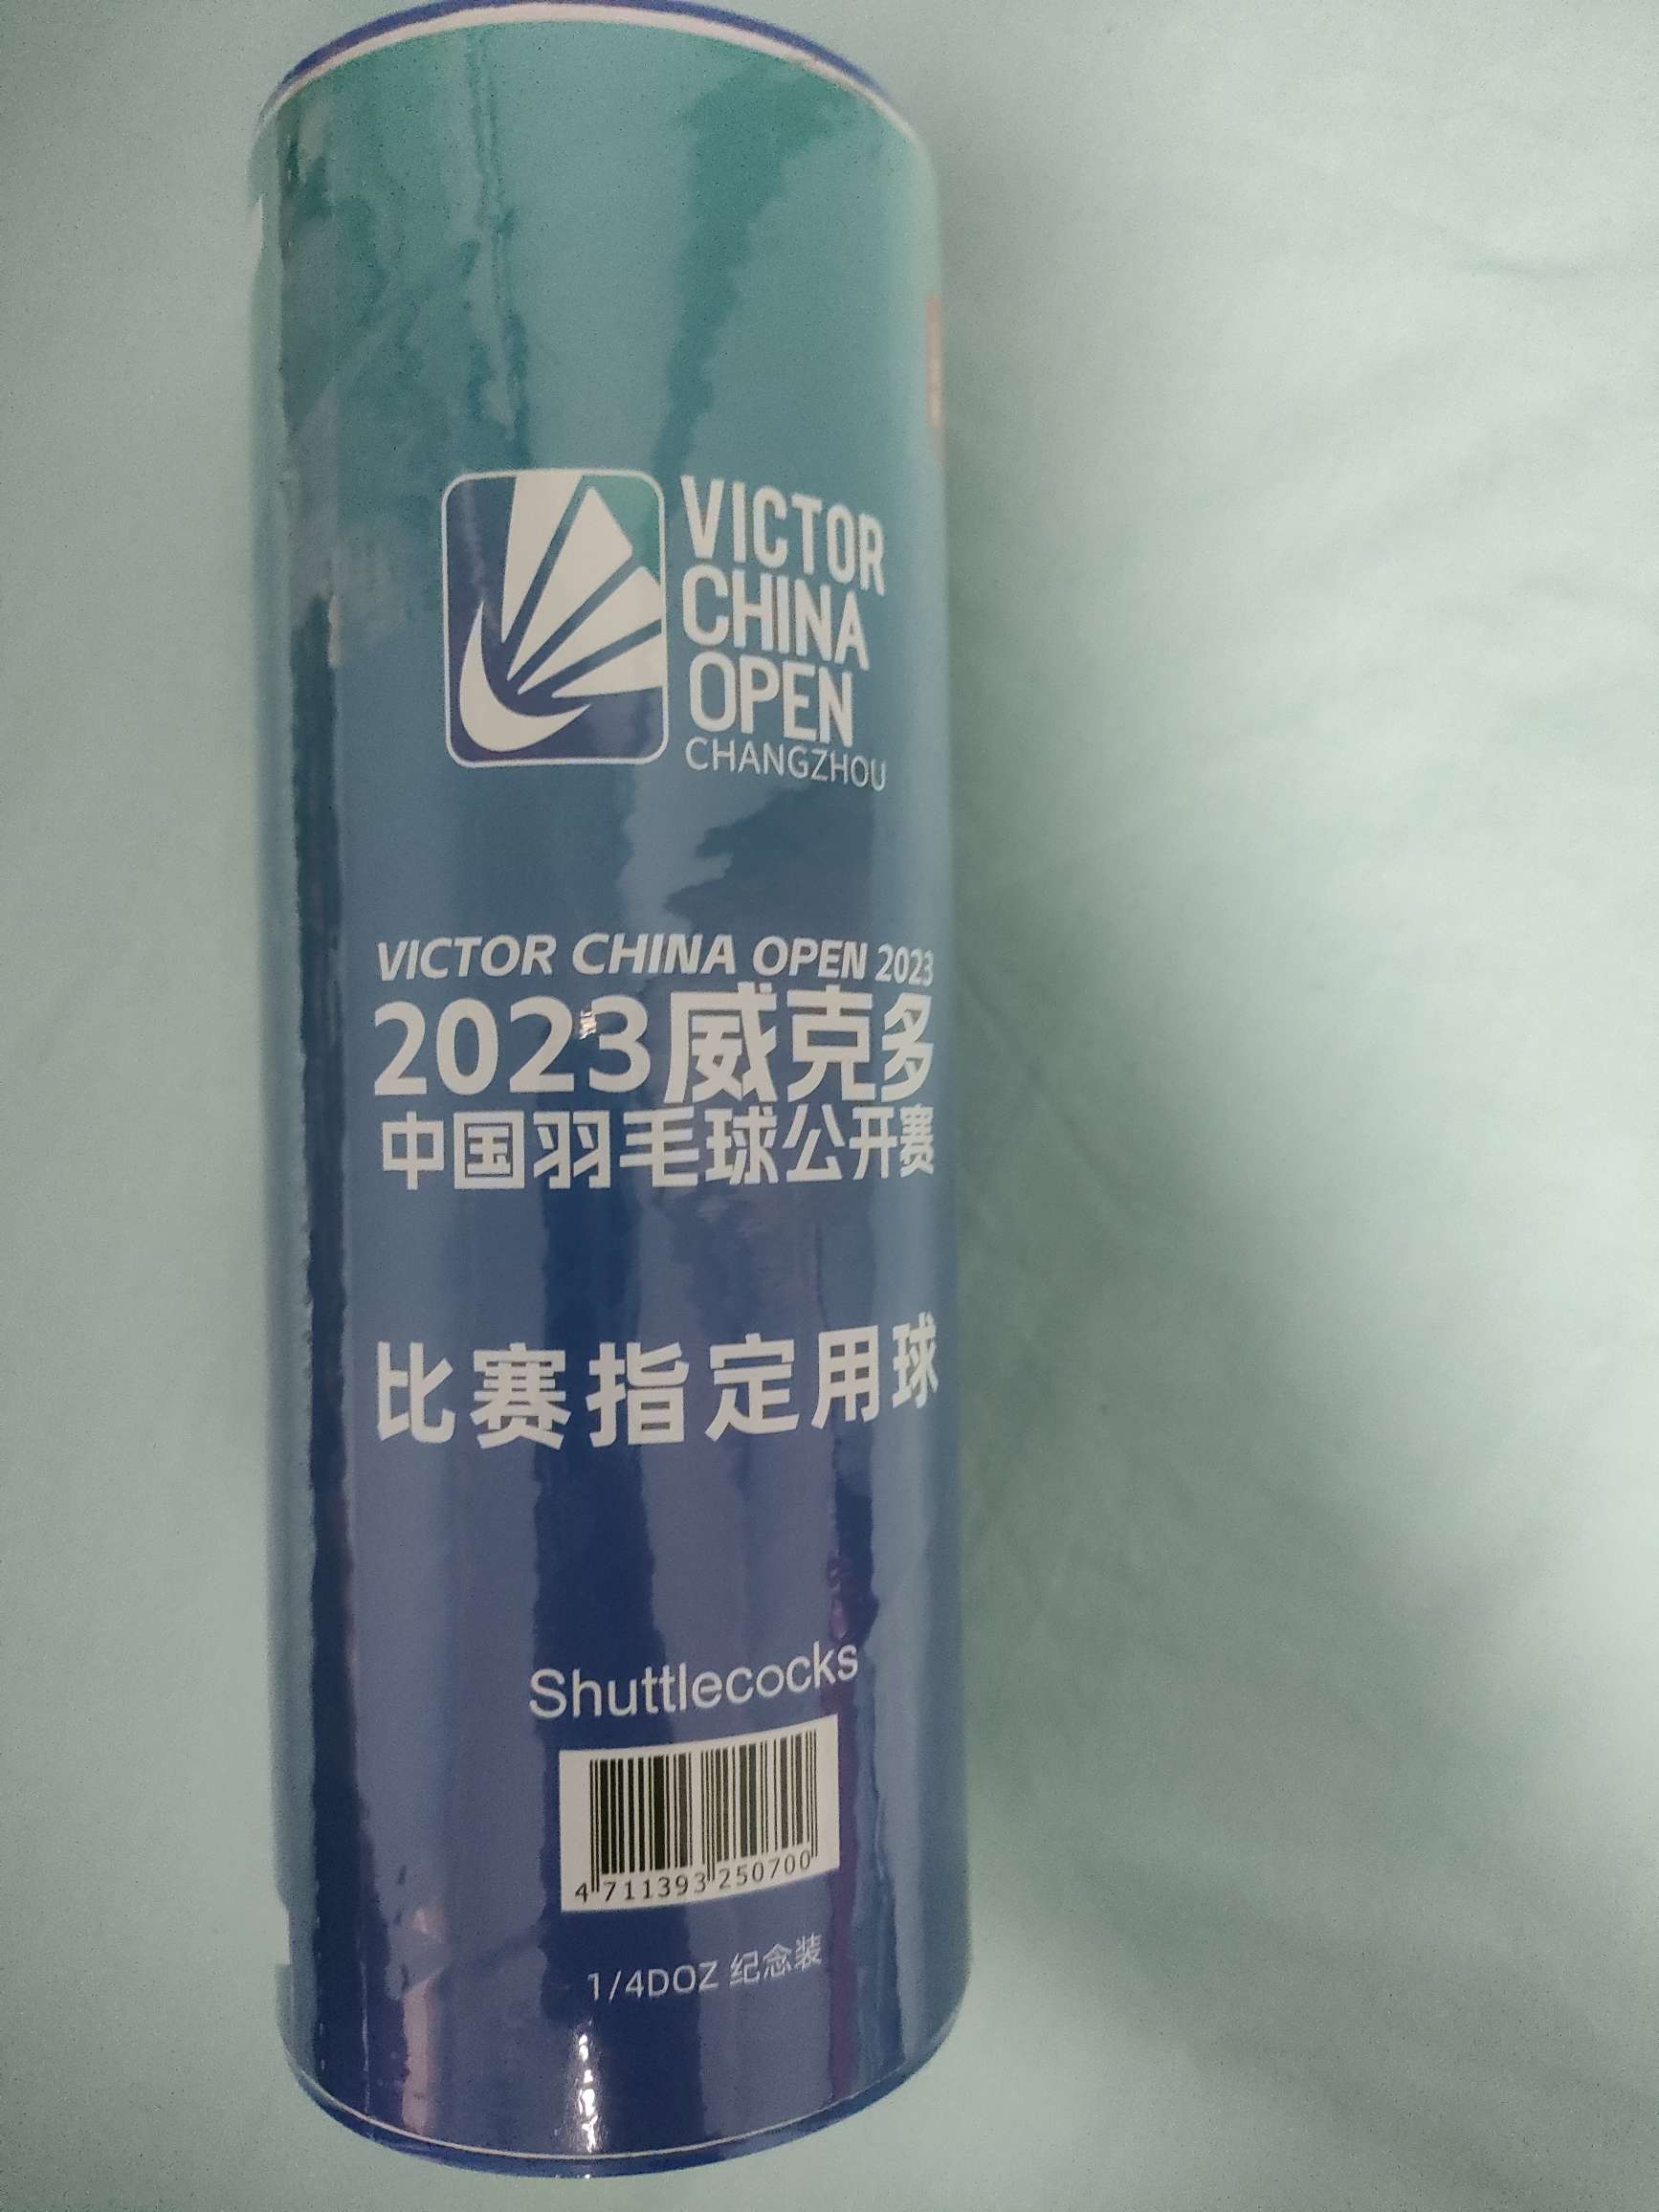 VICTOR
CHINA
OPEN
CHANGZHOU
VICTOR CHINA OPEN 2023
2023威克多
中国羽毛球公开赛
比赛指定用球
Shuttlecocks
4 711393 250700
1/4DOZ 纪念装